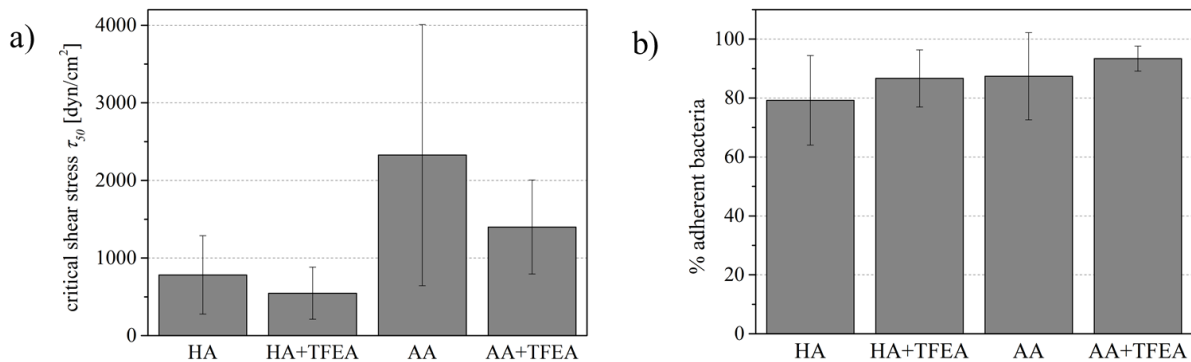 a)
critical shear stress τ50 [dyn/cm²]
4000
3000
2000
1000
0
HA HA+TFEA AA AA+TFEA
b)
% adherent bacteria
100
80
60
40
20
0
HA HA+TFEA AA AA+TFEA